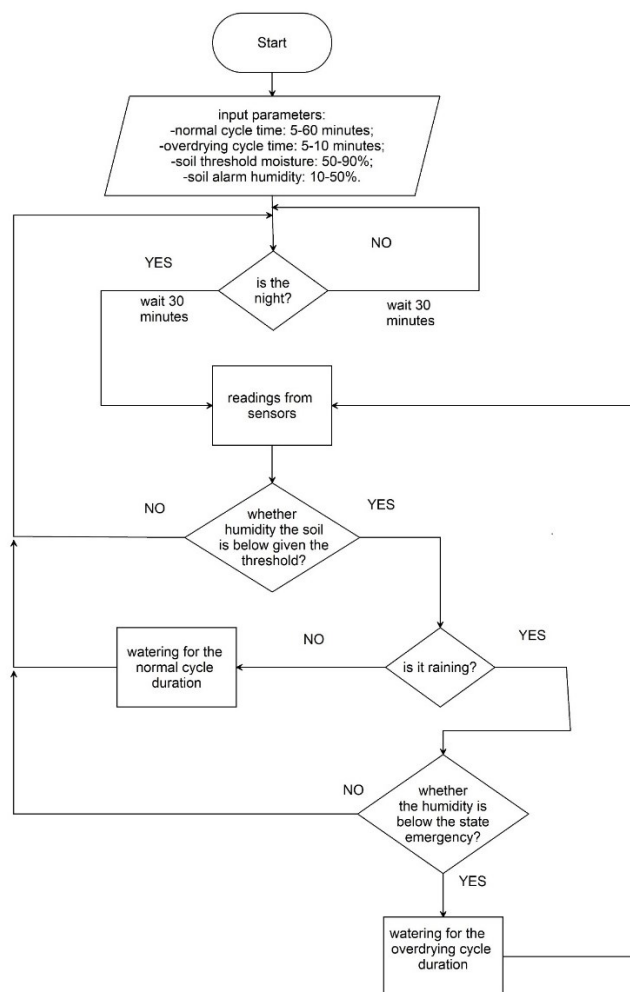 Start
input parameters:
-normal cycle time: 5-60 minutes;
-overdrying cycle time: 5-10 minutes;
-soil threshold moisture: 50-90%;
-soil alarm humidity: 10-50%.
NO
YES
is the
night?
wait 30
minutes
wait 30
minutes
readings from
sensors
NO
YES
whether
humidity the soil
is below given the
threshold?
NO
YES
watering for the
normal cycle
duration
is it raining?
NO
whether
the humidity is
below the state
emergency?
YES
watering for the
overdrying cycle
duration